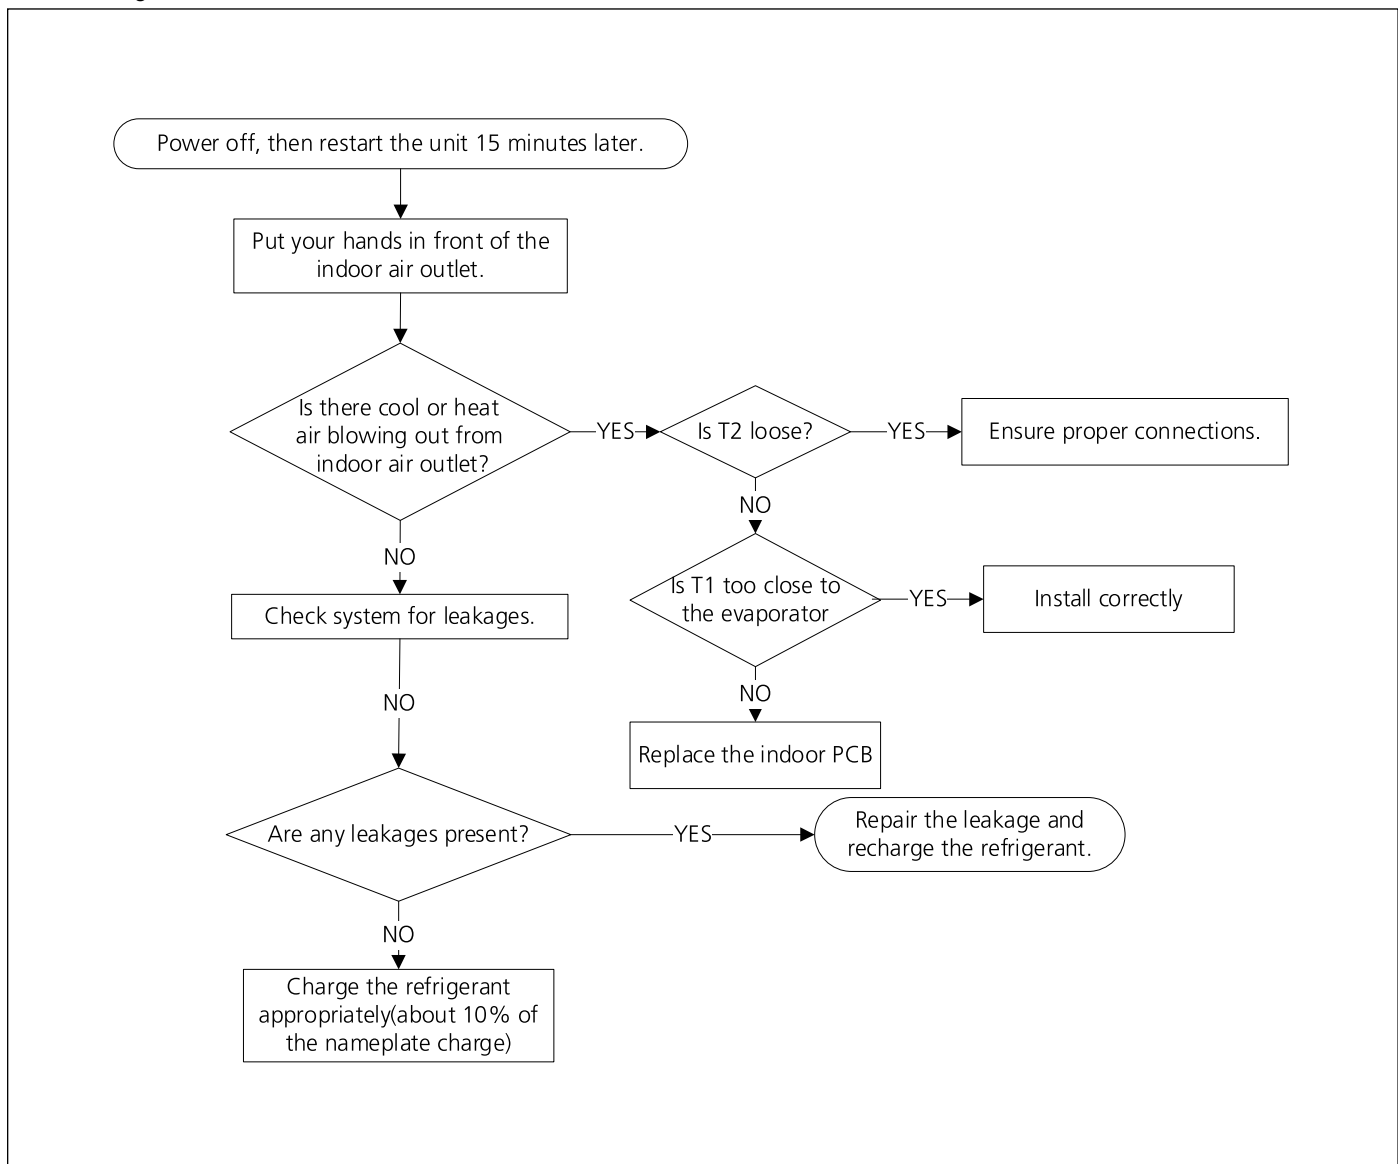 Power off, then restart the unit 15 minutes later.
Put your hands in front of the
indoor air outlet.
Is there cool or heat
air blowing out from
indoor air outlet?
YES
Is T2 loose?
YES
Ensure proper connections.
NO
NO
Is T1 too close to
the evaporator
YES
Install correctly
Check system for leakages.
NO
NO
Replace the indoor PCB
Are any leakages present?
YES
Repair the leakage and
recharge the refrigerant.
NO
Charge the refrigerant
appropriately(about 10% of
the nameplate charge)